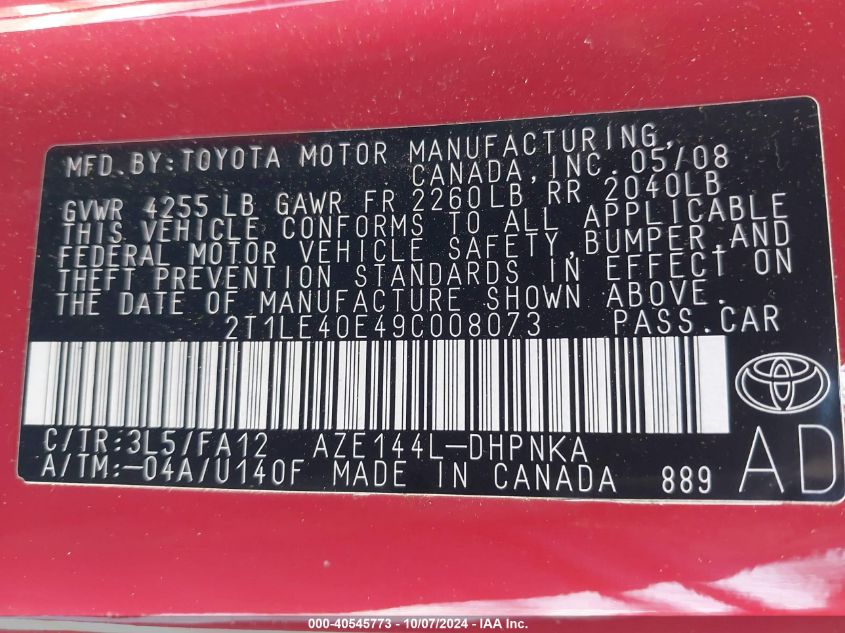 MFD. BY: TOYOTA MOTOR MANUFACTURING,
CANADA, INC. 05/08
GVWR 4255 LB GAWR FR 2260LB RR 2040LB
THIS VEHICLE CONFORMS TO ALL APPLICABLE
FEDERAL MOTOR VEHICLE SAFETY, BUMPER, AND
THEFT PREVENTION STANDARDS IN EFFECT ON
THE DATE OF MANUFACTURE SHOWN ABOVE.
2T1LE40E49C008073 PASS. CAR
C/TR: 3L5/FA12 AZE144L-DHPNKA
A/TM: -04A/U140F MADE IN CANADA 889
AD
000-40545773 - 10/07/2024 - IAA Inc.